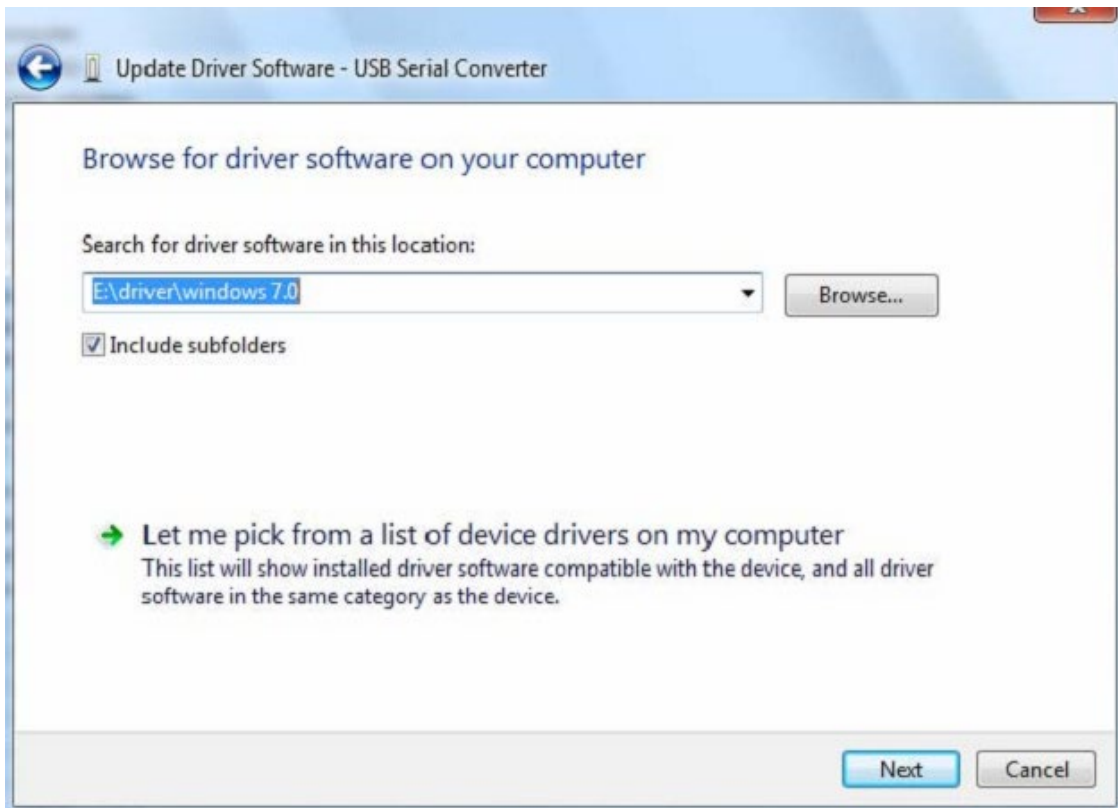 Update Driver Software - USB Serial Converter
Browse for driver software on your computer
Search for driver software in this location:
E:\driver\windows 7.0
Browse...
Include subfolders
Let me pick from a list of device drivers on my computer
This list will show installed driver software compatible with the device, and all driver
software in the same category as the device.
Next
Cancel